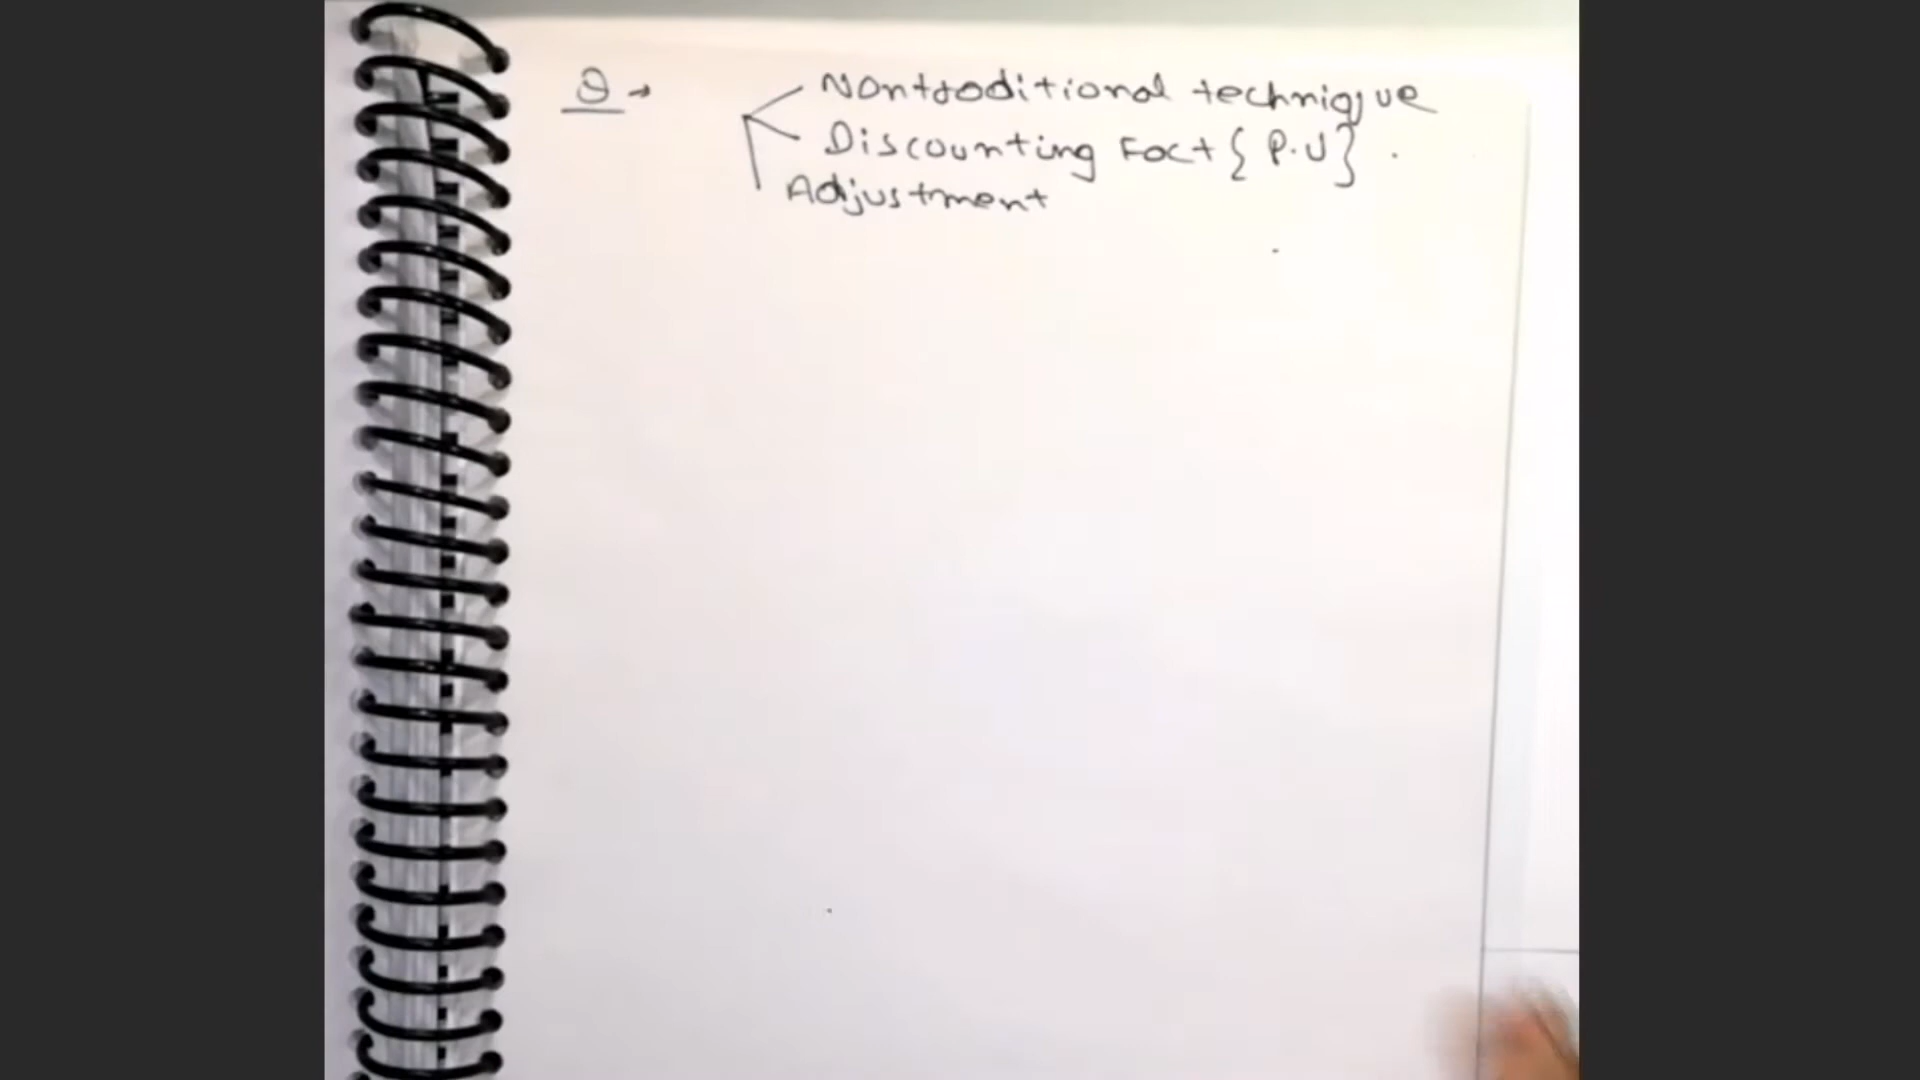 Q → Nontraditional technique
Discounting Fact { P.V } .
Adjustment